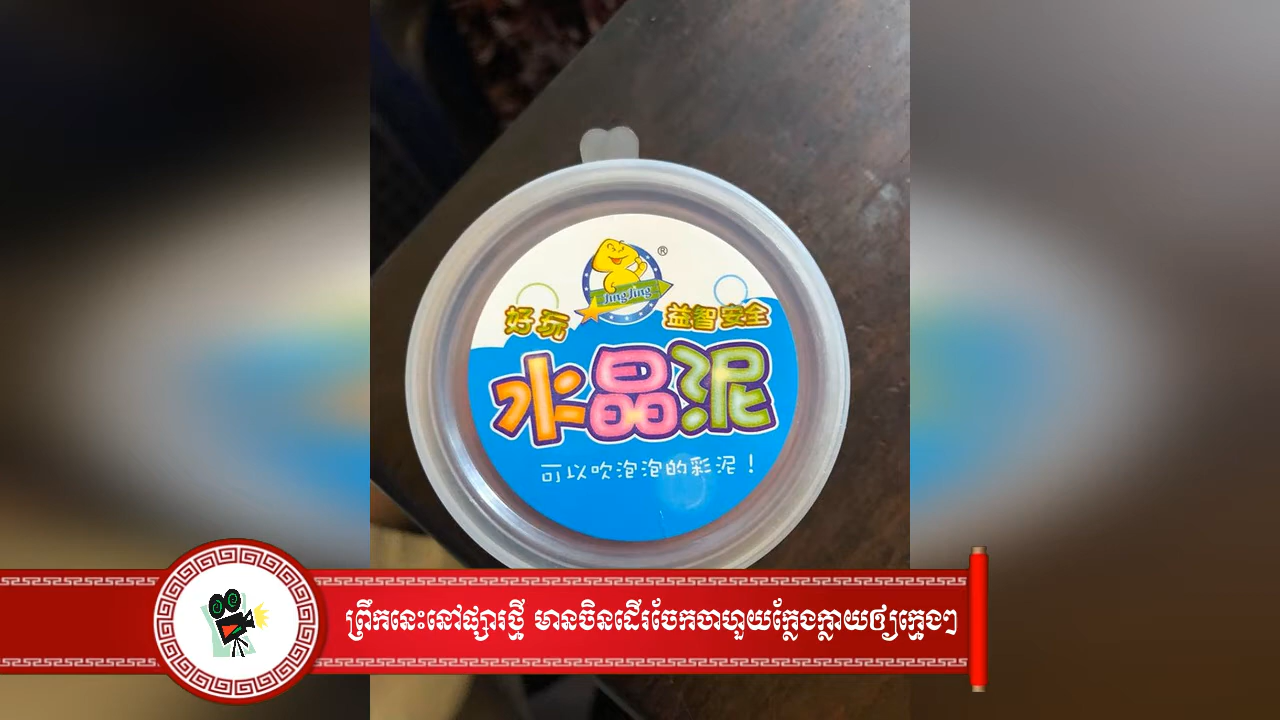 ®
JingJing
好玩 益智安全
水晶泥
可以吹泡泡的彩泥！
ព្រឹកនេះនៅផ្សារថ្មី មានចិនដើរចែកចាហួយក្លែងក្លាយឲ្យក្មេងៗ